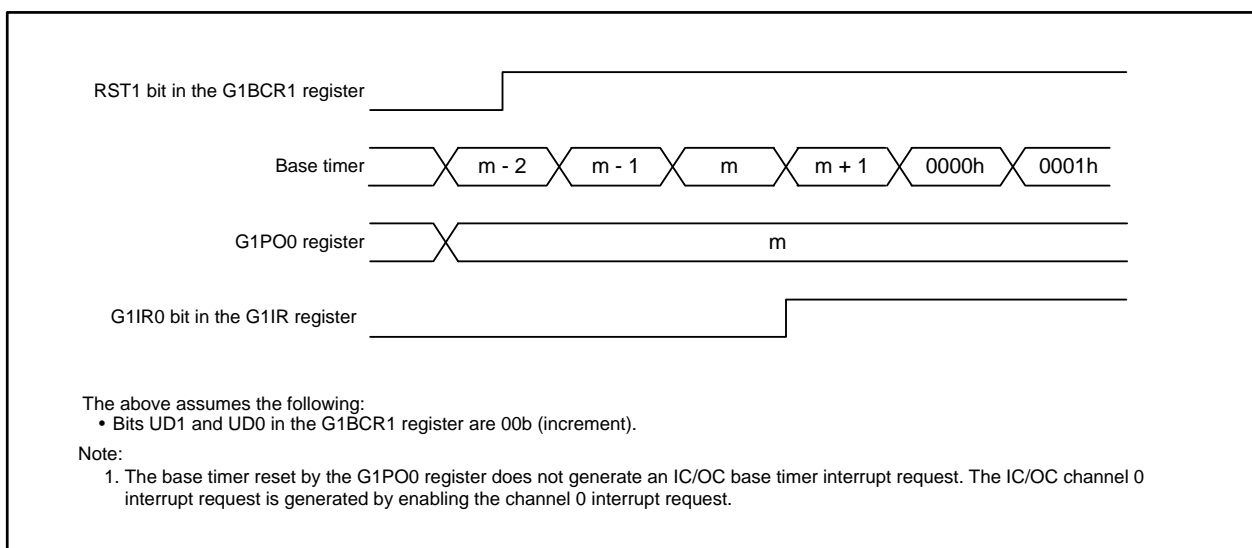 RST1 bit in the G1BCR1 register
Base timer m - 2 m - 1 m m + 1 0000h 0001h
G1PO0 register m
G1IR0 bit in the G1IR register
The above assumes the following:
• Bits UD1 and UD0 in the G1BCR1 register are 00b (increment).
Note:
1. The base timer reset by the G1PO0 register does not generate an IC/OC base timer interrupt request. The IC/OC channel 0
interrupt request is generated by enabling the channel 0 interrupt request.